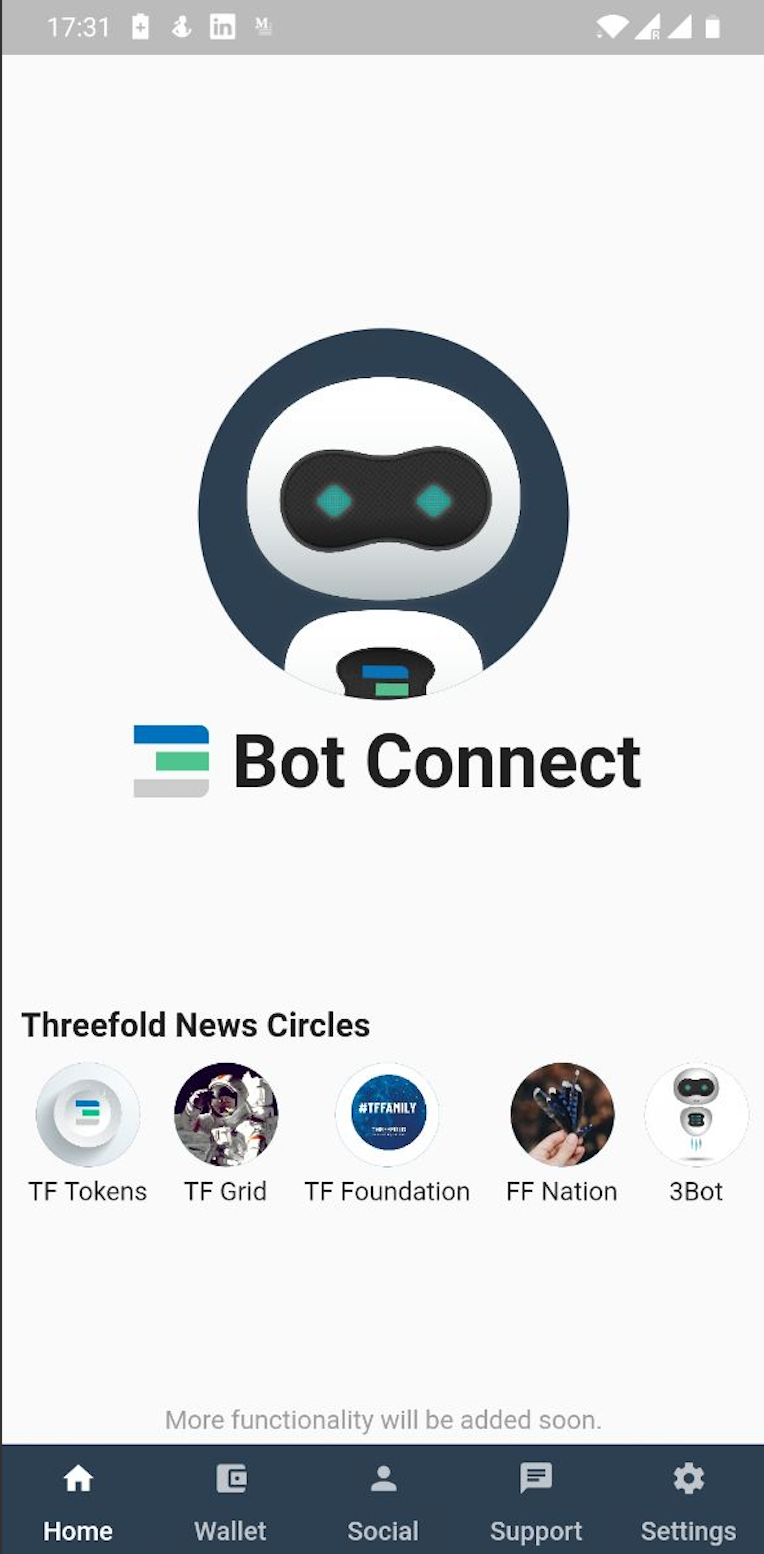 17:31
Bot Connect
Threefold News Circles
#TFFAMILY
TF Tokens TF Grid TF Foundation FF Nation 3Bot
More functionality will be added soon.
Home Wallet Social Support Settings